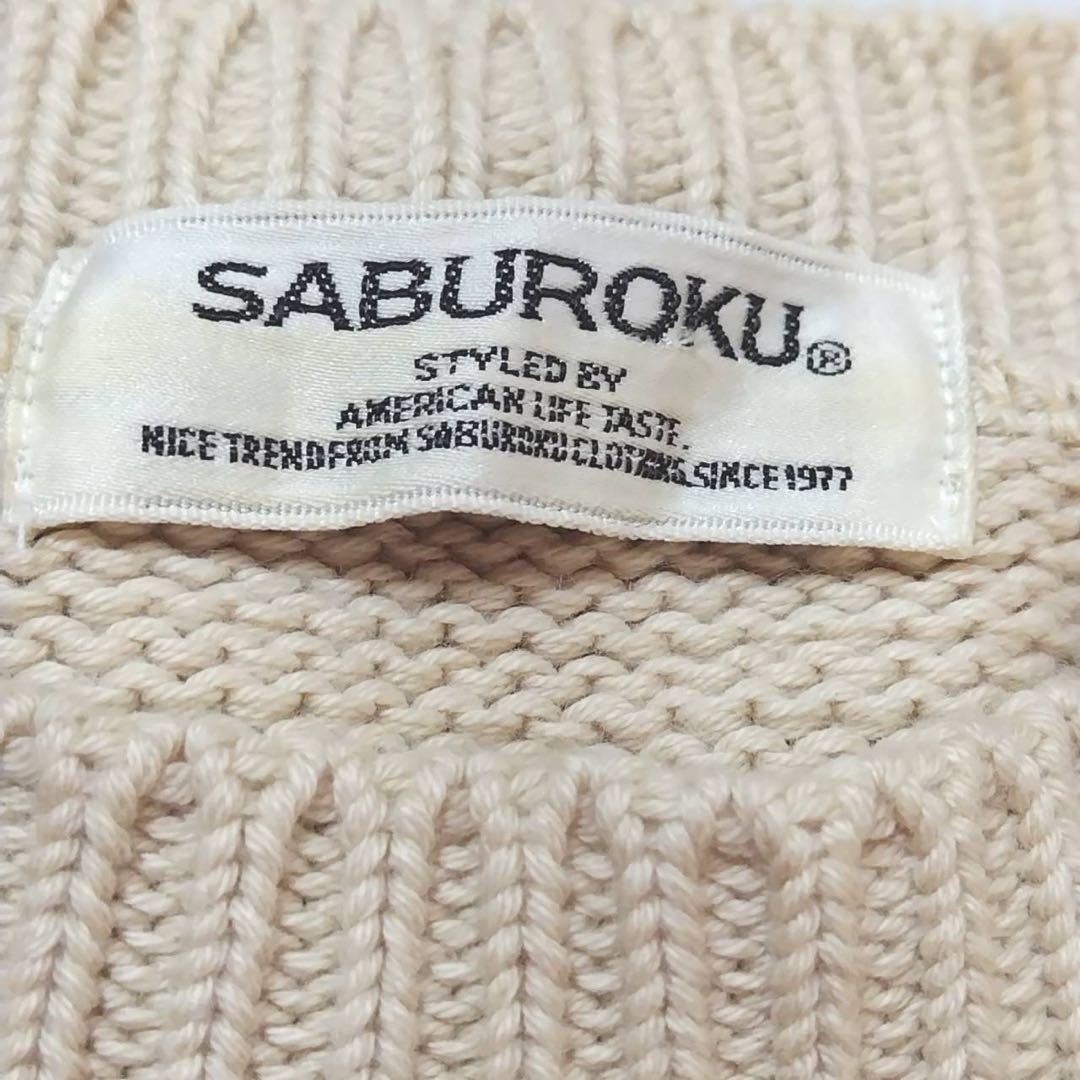 SABUROKU®
STYLED BY
AMERICAN LIFE TASTE.
NICE TREND FROM SABUROKU CLOTHING, SINCE 1977